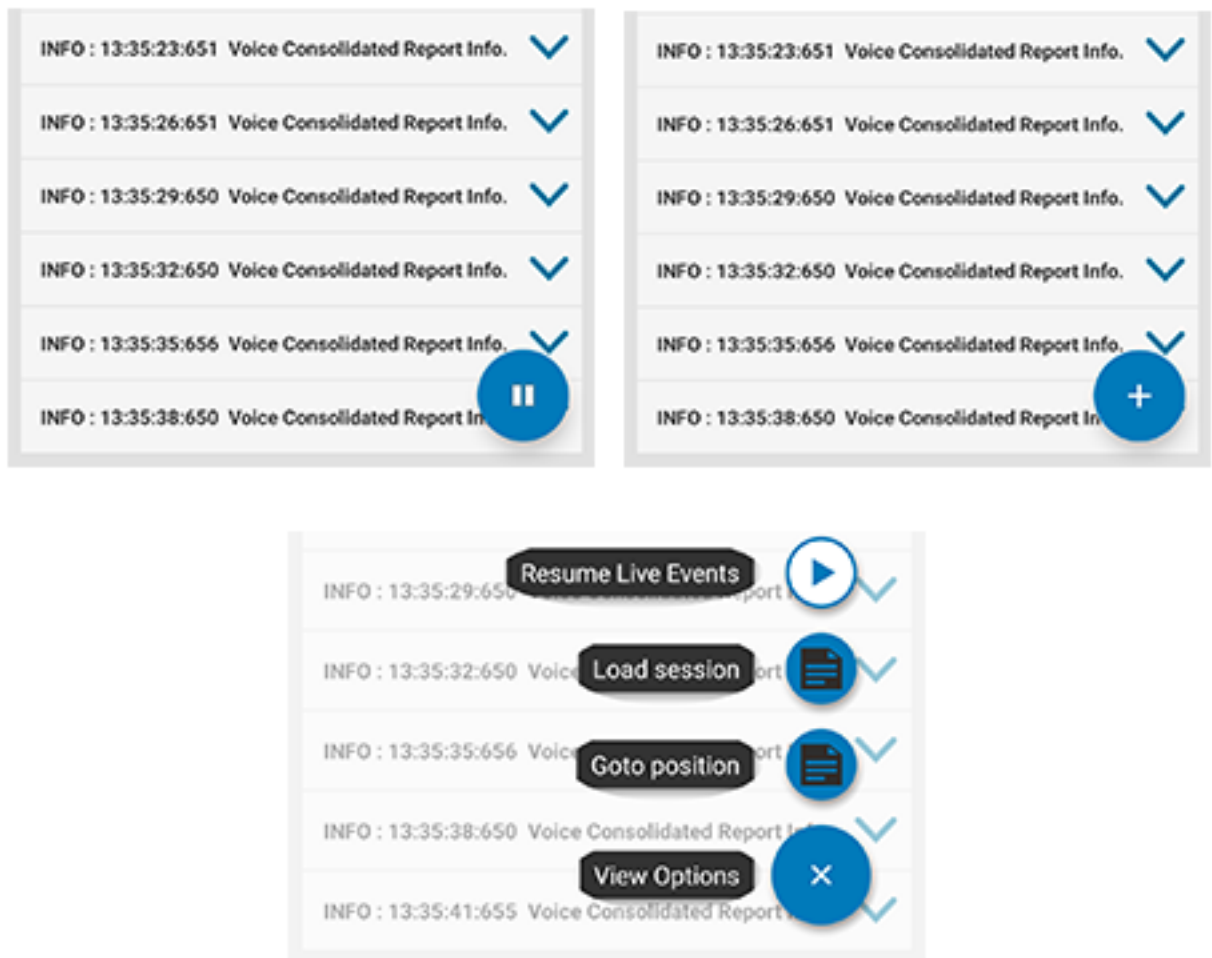 INFO : 13:35:23:651 Voice Consolidated Report Info.
INFO : 13:35:26:651 Voice Consolidated Report Info.
INFO : 13:35:29:650 Voice Consolidated Report Info.
INFO : 13:35:32:650 Voice Consolidated Report Info.
INFO : 13:35:35:656 Voice Consolidated Report Info.
INFO : 13:35:38:650 Voice Consolidated Report In
INFO : 13:35:23:651 Voice Consolidated Report Info.
INFO : 13:35:26:651 Voice Consolidated Report Info.
INFO : 13:35:29:650 Voice Consolidated Report Info.
INFO : 13:35:32:650 Voice Consolidated Report Info.
INFO : 13:35:35:656 Voice Consolidated Report Info.
INFO : 13:35:38:650 Voice Consolidated Report In
Resume Live Events
INFO : 13:35:29:650 port
Load session
INFO : 13:35:32:650 Voice ort
INFO : 13:35:35:656 Voice ort
Goto position
INFO : 13:35:38:650 Voice Consolidated Report
View Options
INFO : 13:35:41:655 Voice Consolidated Report